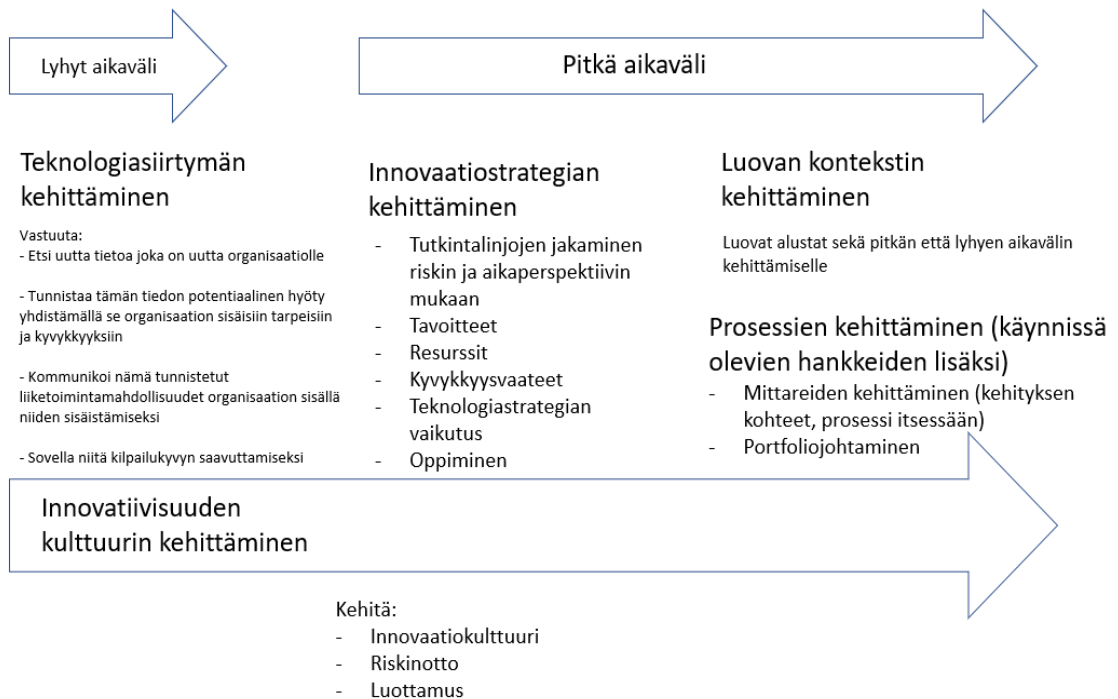 Lyhyt aikaväli
Pitkä aikaväli
Teknologiasiirtymän
kehittäminen
Vastuuta:
- Etsi uutta tietoa joka on uutta organisaatiolle
- Tunnistaa tämän tiedon potentiaalinen hyöty
yhdistämällä se organisaation sisäisiin tarpeisiin
ja kyvykkyyksiin
- Kommunikoi nämä tunnistetut
liiketoimintamahdollisuudet organisaation sisällä
niiden sisäistämiseksi
- Sovella niitä kilpailukyvyn saavuttamiseksi
Innovaatiostrategian
kehittäminen
- Tutkintalinjojen jakaminen
riskin ja aikaperspektiivin
mukaan
- Tavoitteet
- Resurssit
- Kyvykkyysvaateet
- Teknologiastrategian
vaikutus
- Oppiminen
Luovan kontekstin
kehittäminen
Luovat alustat sekä pitkän että lyhyen aikavälin
kehittämiselle
Prosessien kehittäminen (käynnissä
olevien hankkeiden lisäksi)
- Mittareiden kehittäminen (kehityksen
kohteet, prosessi itsessään)
- Portfoliojohtaminen
Innovatiivisuuden
kulttuurin kehittäminen
Kehitä:
- Innovaatiokulttuuri
- Riskinotto
- Luottamus